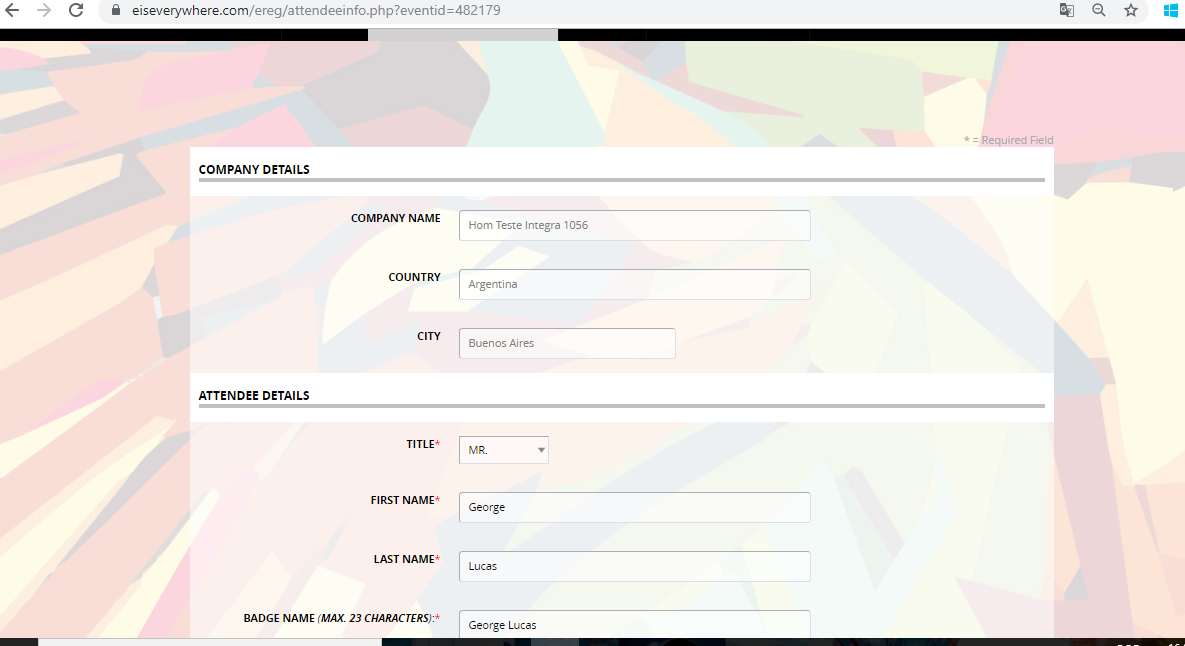 eiseverywhere.com/ereg/attendeeinfo.php?eventid=482179
* = Required Field
COMPANY DETAILS
COMPANY NAME
Hom Teste Integra 1056
COUNTRY
Argentina
CITY
Buenos Aires
ATTENDEE DETAILS
TITLE*
MR.
FIRST NAME*
George
LAST NAME*
Lucas
BADGE NAME (MAX. 23 CHARACTERS):*
George Lucas